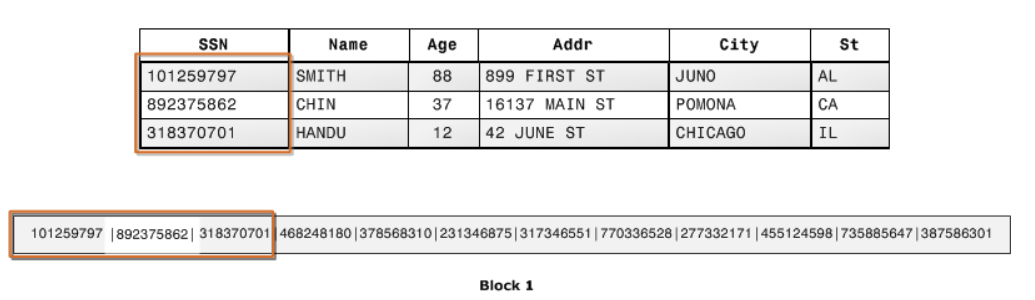 SSN Name Age Addr City St
101259797 SMITH 88 899 FIRST ST JUNO AL
892375862 CHIN 37 16137 MAIN ST POMONA CA
318370701 HANDU 12 42 JUNE ST CHICAGO IL
101259797 |892375862| 318370701|468248180|378568310|231346875|317346551|770336528|277332171|455124598|735885647|387586301
Block 1